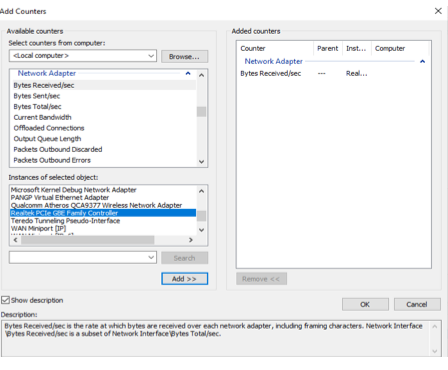 Add Counters
Available counters
Select counters from computer:
<Local computer>
Browse...
Network Adapter
Bytes Received/sec
Bytes Sent/sec
Bytes Total/sec
Current Bandwidth
Offloaded Connections
Output Queue Length
Packets Outbound Discarded
Packets Outbound Errors
Instances of selected object:
Microsoft Kernel Debug Network Adapter
PANGP Virtual Ethernet Adapter
Qualcomm Atheros QCA9377 Wireless Network Adapter
Realtek PCIe GBE Family Controller
Teredo Tunneling Pseudo-Interface
WAN Miniport [IP]
Search
Add >>
Added counters
Counter Parent Inst... Computer
Network Adapter
Bytes Received/sec --- Real...
Remove <<
Show description
OK
Cancel
Description:
Bytes Received/sec is the rate at which bytes are received over each network adapter, including framing characters. Network Interface
\Bytes Received/sec is a subset of Network Interface\Bytes Total/sec.